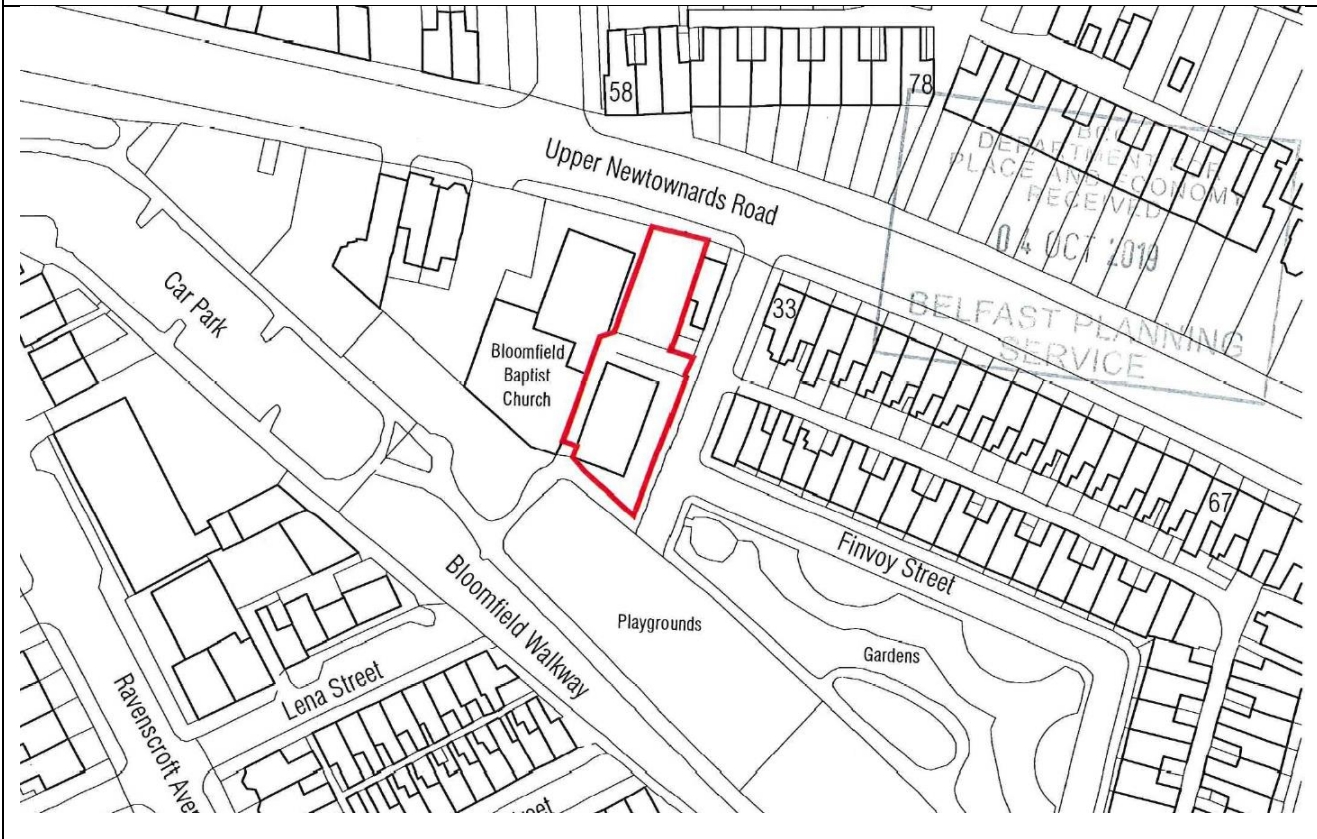 58
78
Upper Newtownards Road
DEPARTMENT FOR
PLACE AND ECONOMY
RECEIVED
04 OCT 2019
BELFAST PLANNING
SERVICE
Car Park
33
Bloomfield
Baptist
Church
67
Finvoy Street
Bloomfield Walkway
Playgrounds
Gardens
Lena Street
Ravenscroft